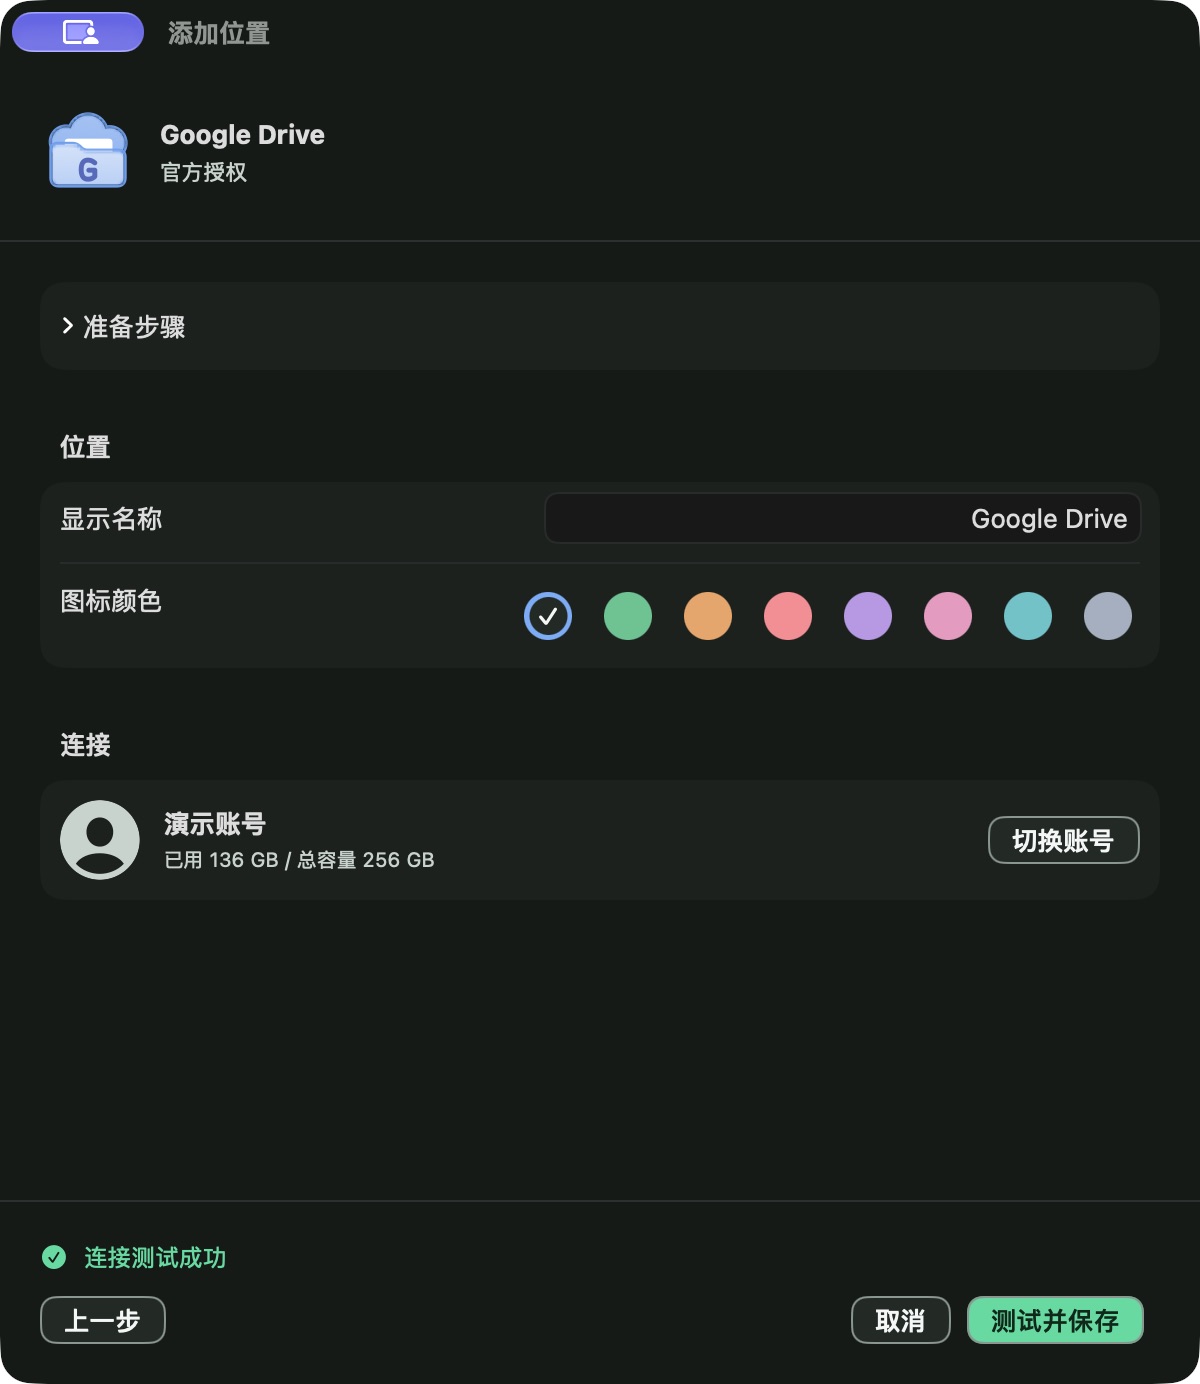 添加位置
Google Drive
官方授权
G
准备步骤
位置
显示名称
Google Drive
图标颜色
连接
演示账号
已用 136 GB / 总容量 256 GB
切换账号
连接测试成功
上一步
取消
测试并保存